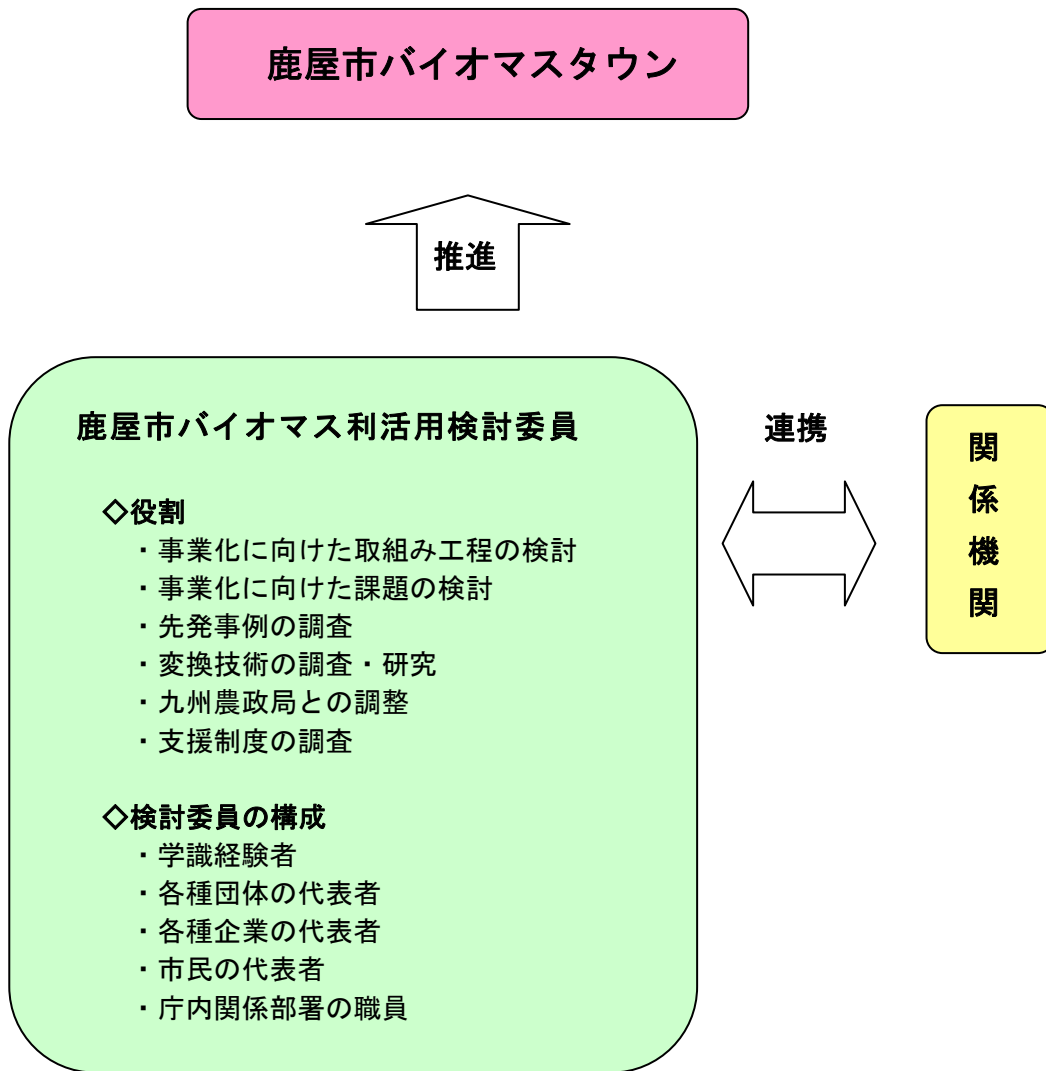 鹿屋市バイオマスタウン
推進
鹿屋市バイオマス利活用検討委員
◇役割
・事業化に向けた取組み工程の検討
・事業化に向けた課題の検討
・先発事例の調査
・変換技術の調査・研究
・九州農政局との調整
・支援制度の調査
◇検討委員の構成
・学識経験者
・各種団体の代表者
・各種企業の代表者
・市民の代表者
・庁内関係部署の職員
連携
関係機関